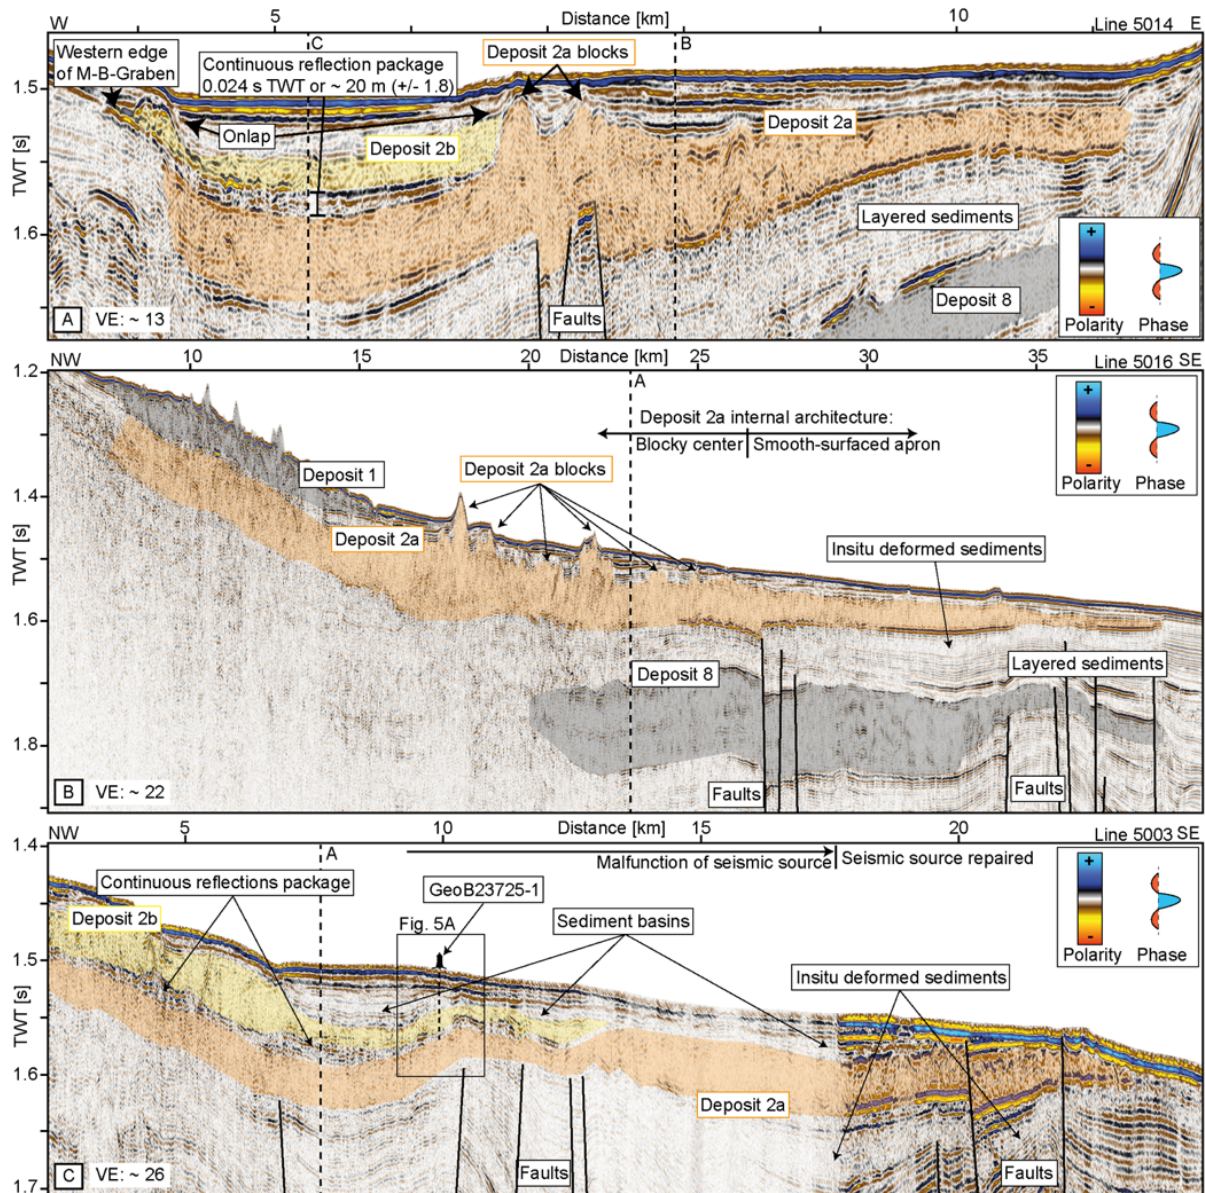 W 5 Distance [km] 10 Line 5014 E
C B
Western edge
of M-B-Graben
Continuous reflection package
0.024 s TWT or ~ 20 m (+/- 1.8)
Deposit 2a blocks
1.5
Onlap
Deposit 2b
Deposit 2a
TWT [s]
1.6
Layered sediments
Deposit 8
Faults
+
-
Polarity Phase
A VE: ~ 13
NW 10 15 20 Distance [km] 25 30 35 Line 5016 SE
1.2
A
+
-
Polarity Phase
Deposit 2a internal architecture:
Blocky center Smooth-surfaced apron
Deposit 1
Deposit 2a blocks
1.4
Deposit 2a
Insitu deformed sediments
TWT [s]
1.6
Deposit 8
Layered sediments
1.8
Faults
Faults
B VE: ~ 22
NW 5 10 Distance [km] 15 20 Line 5003 SE
1.4
A
Malfunction of seismic source Seismic source repaired
+
-
Polarity Phase
Continuous reflections package
GeoB23725-1
Deposit 2b
Fig. 5A
Sediment basins
1.5
Insitu deformed sediments
TWT [s]
1.6
Deposit 2a
Faults
Faults
C VE: ~ 26
1.7